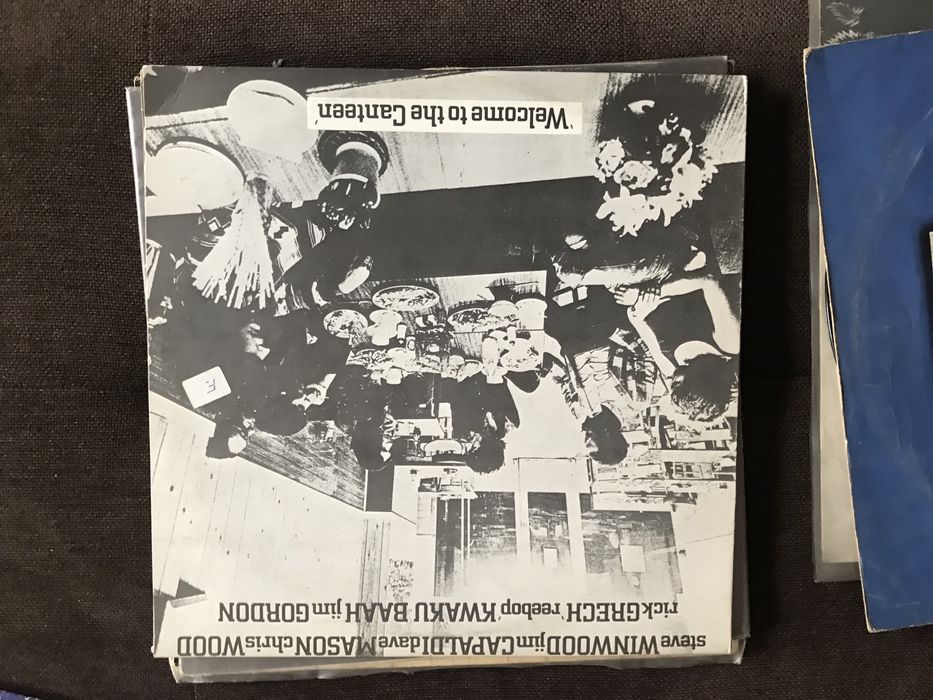 steve WINWOOD jim CAPALDI dave MASON chris WOOD
rick GRECH 'reebop' KWAKU BAAH jim GORDON
'Welcome to the Canteen'